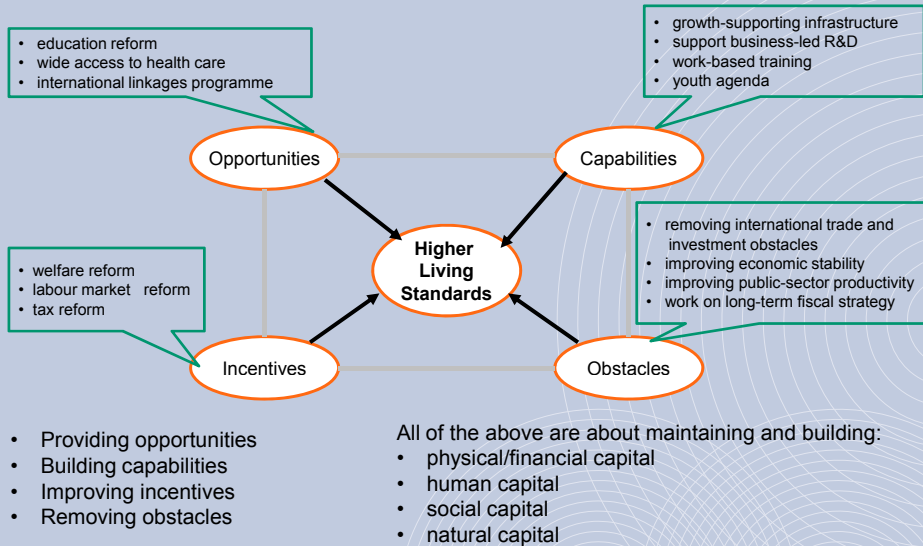 • education reform
• wide access to health care
• international linkages programme
• growth-supporting infrastructure
• support business-led R&D
• work-based training
• youth agenda
Opportunities
Capabilities
Higher
Living
Standards
• removing international trade and
investment obstacles
• improving economic stability
• improving public-sector productivity
• work on long-term fiscal strategy
• welfare reform
• labour market reform
• tax reform
Incentives
Obstacles
• Providing opportunities
• Building capabilities
• Improving incentives
• Removing obstacles
All of the above are about maintaining and building:
• physical/financial capital
• human capital
• social capital
• natural capital